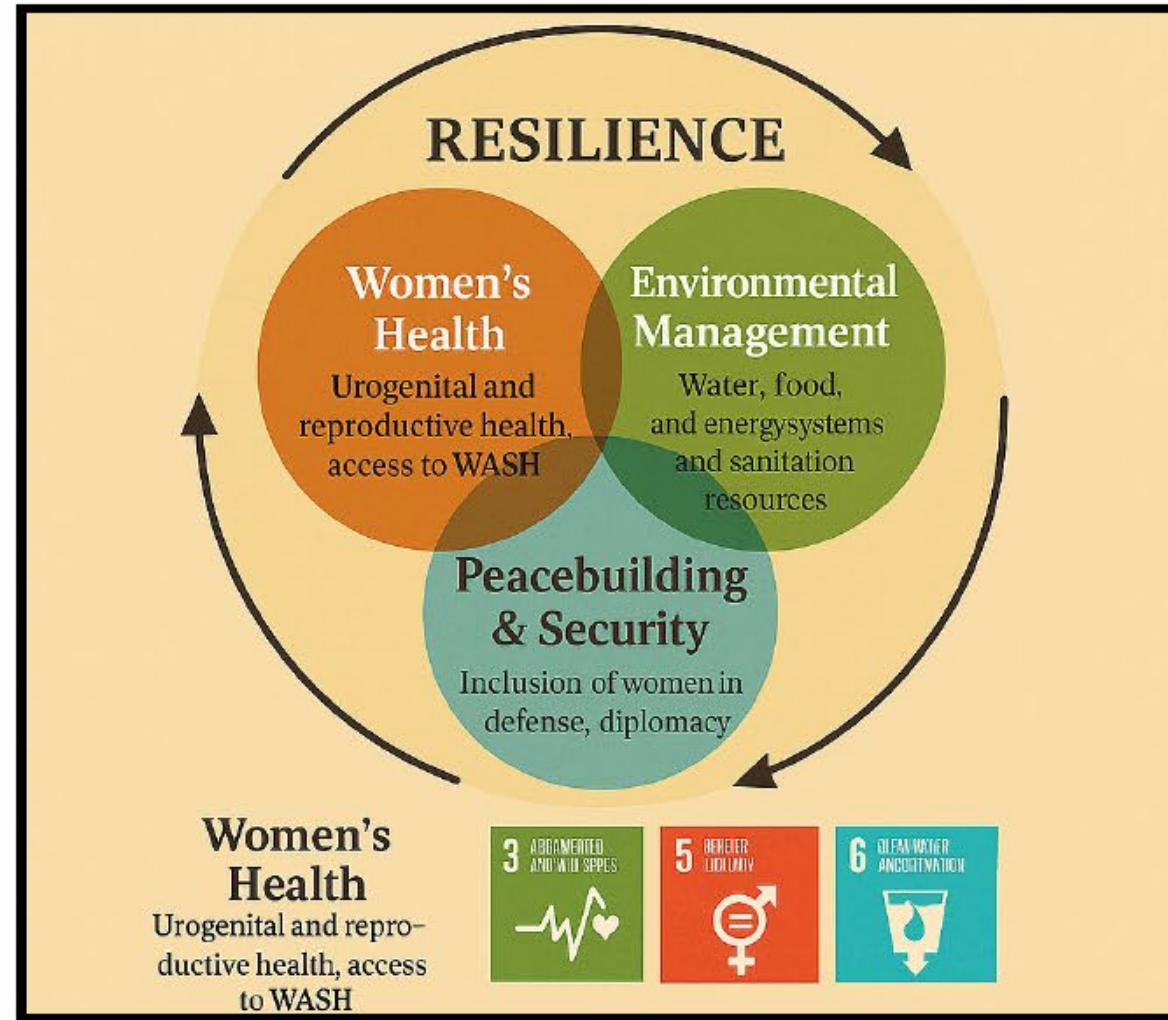 RESILIENCE
Women's
Health
Urogenital and
reproductive health,
access to WASH
Environmental
Management
Water, food,
and energysystems
and sanitation
resources
Peacebuilding
& Security
Inclusion of women in
defense, diplomacy
Women's
Health
Urogenital and repro-
ductive health, access
to WASH
3
5
6